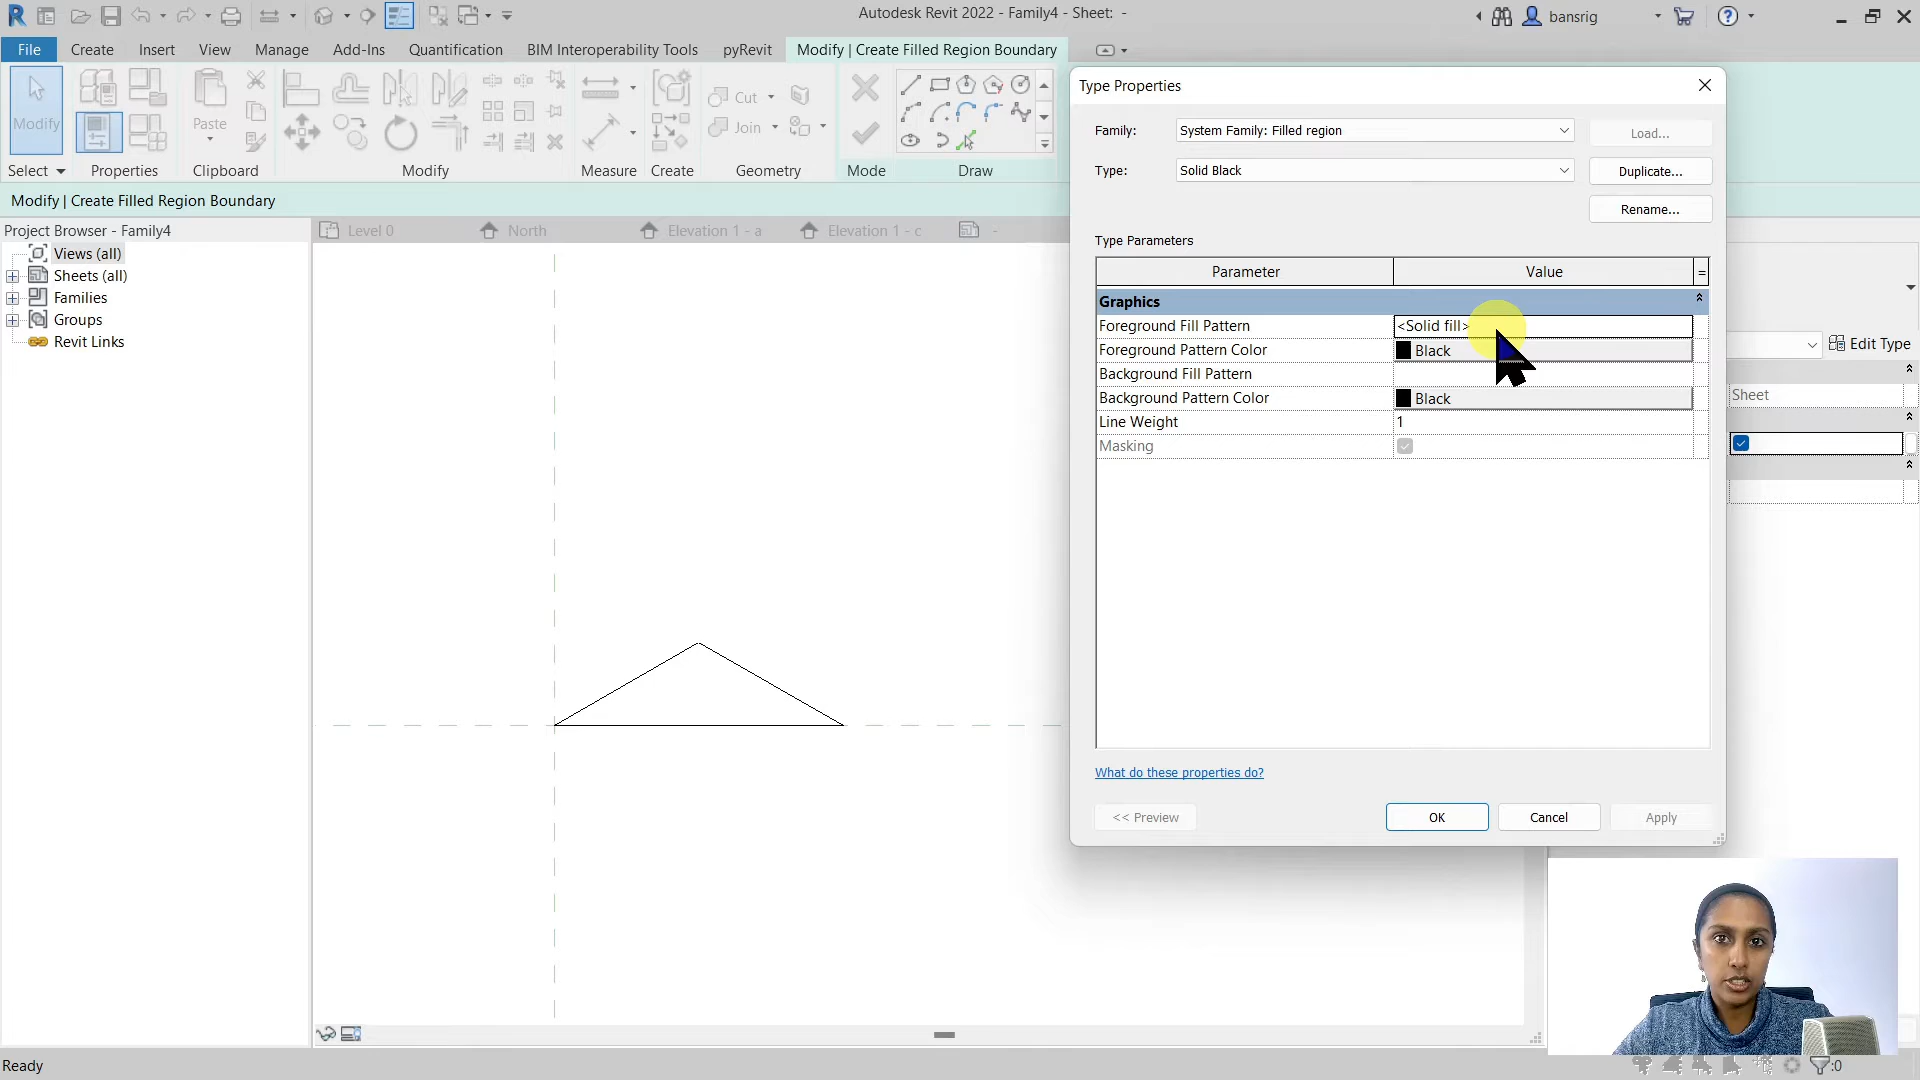 Autodesk Revit 2022 - Family4 - Sheet: -
bansrig
File Create Insert View Manage Add-Ins Quantification BIM Interoperability Tools pyRevit Modify | Create Filled Region Boundary
Modify
Paste
Cut
Join
Select Properties Clipboard Modify Measure Create Geometry Mode Draw
Modify | Create Filled Region Boundary
Project Browser - Family4
Views (all)
Sheets (all)
Families
Groups
Revit Links
Level 0 North Elevation 1 - a Elevation 1 - c -
Type Properties
Family: System Family: Filled region Load...
Type: Solid Black Duplicate...
Rename...
Type Parameters
Parameter Value =
Graphics
Foreground Fill Pattern <Solid fill>
Foreground Pattern Color Black
Background Fill Pattern
Background Pattern Color Black
Line Weight 1
Masking
What do these properties do?
<< Preview OK Cancel Apply
Edit Type
Sheet
Ready
:0